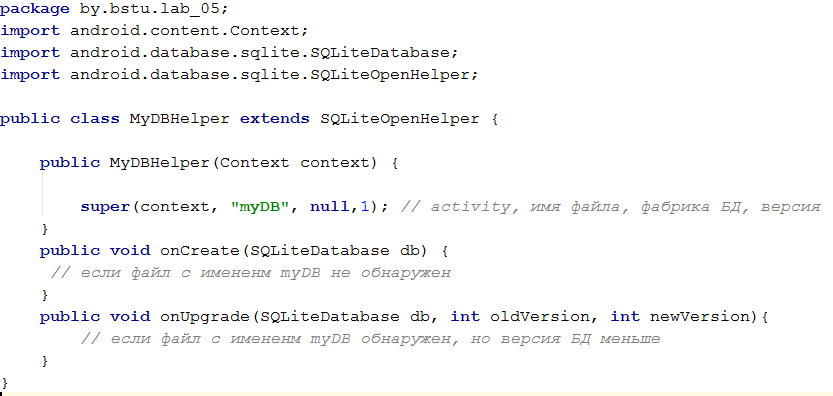 package by.bstu.lab_05;
import android.content.Context;
import android.database.sqlite.SQLiteDatabase;
import android.database.sqlite.SQLiteOpenHelper;
public class MyDBHelper extends SQLiteOpenHelper {
public MyDBHelper(Context context) {
super(context, "myDB", null,1); // activity, имя файла, фабрика БД, версия
}
public void onCreate(SQLiteDatabase db) {
// если файл с имененм myDB не обнаружен
}
public void onUpgrade(SQLiteDatabase db, int oldVersion, int newVersion){
// если файл с имененм myDB обнаружен, но версия БД меньше
}
}